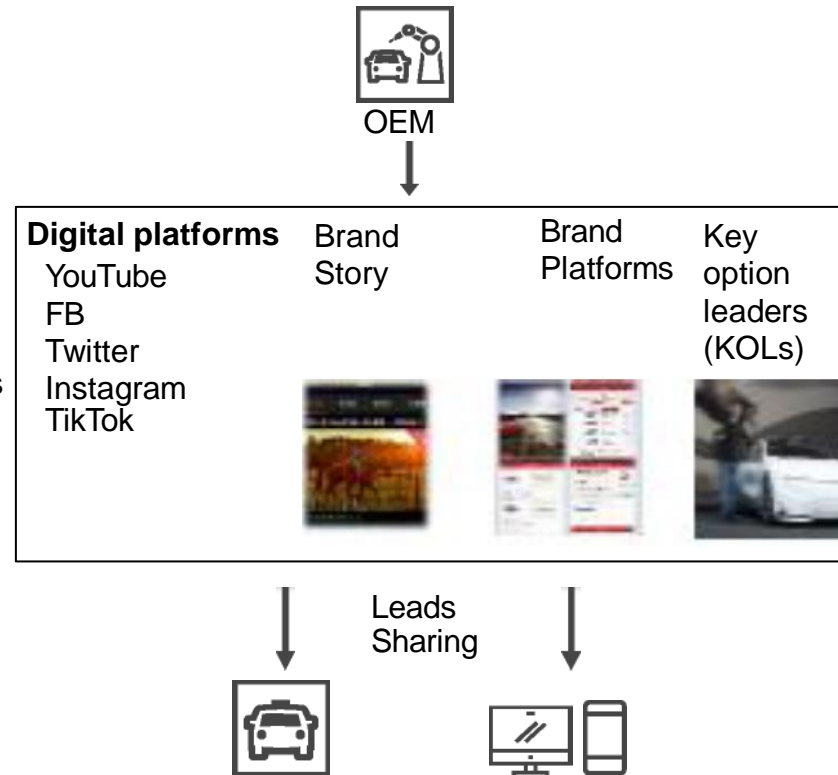 OEM
Digital platforms
YouTube
FB
Twitter
Instagram
TikTok
Brand
Story
Brand
Platforms
Key
option
leaders
(KOLs)
s
Leads
Sharing